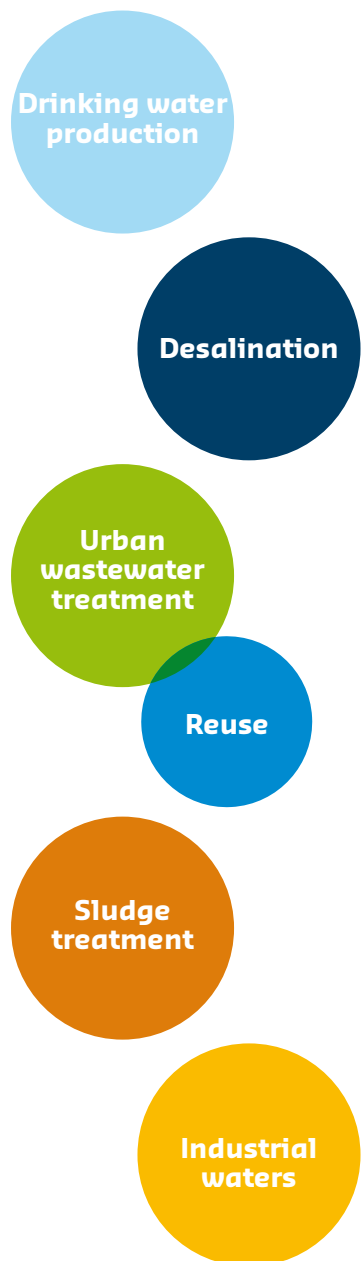 Drinking water
production
Desalination
Urban
wastewater
treatment
Reuse
Sludge
treatment
Industrial
waters